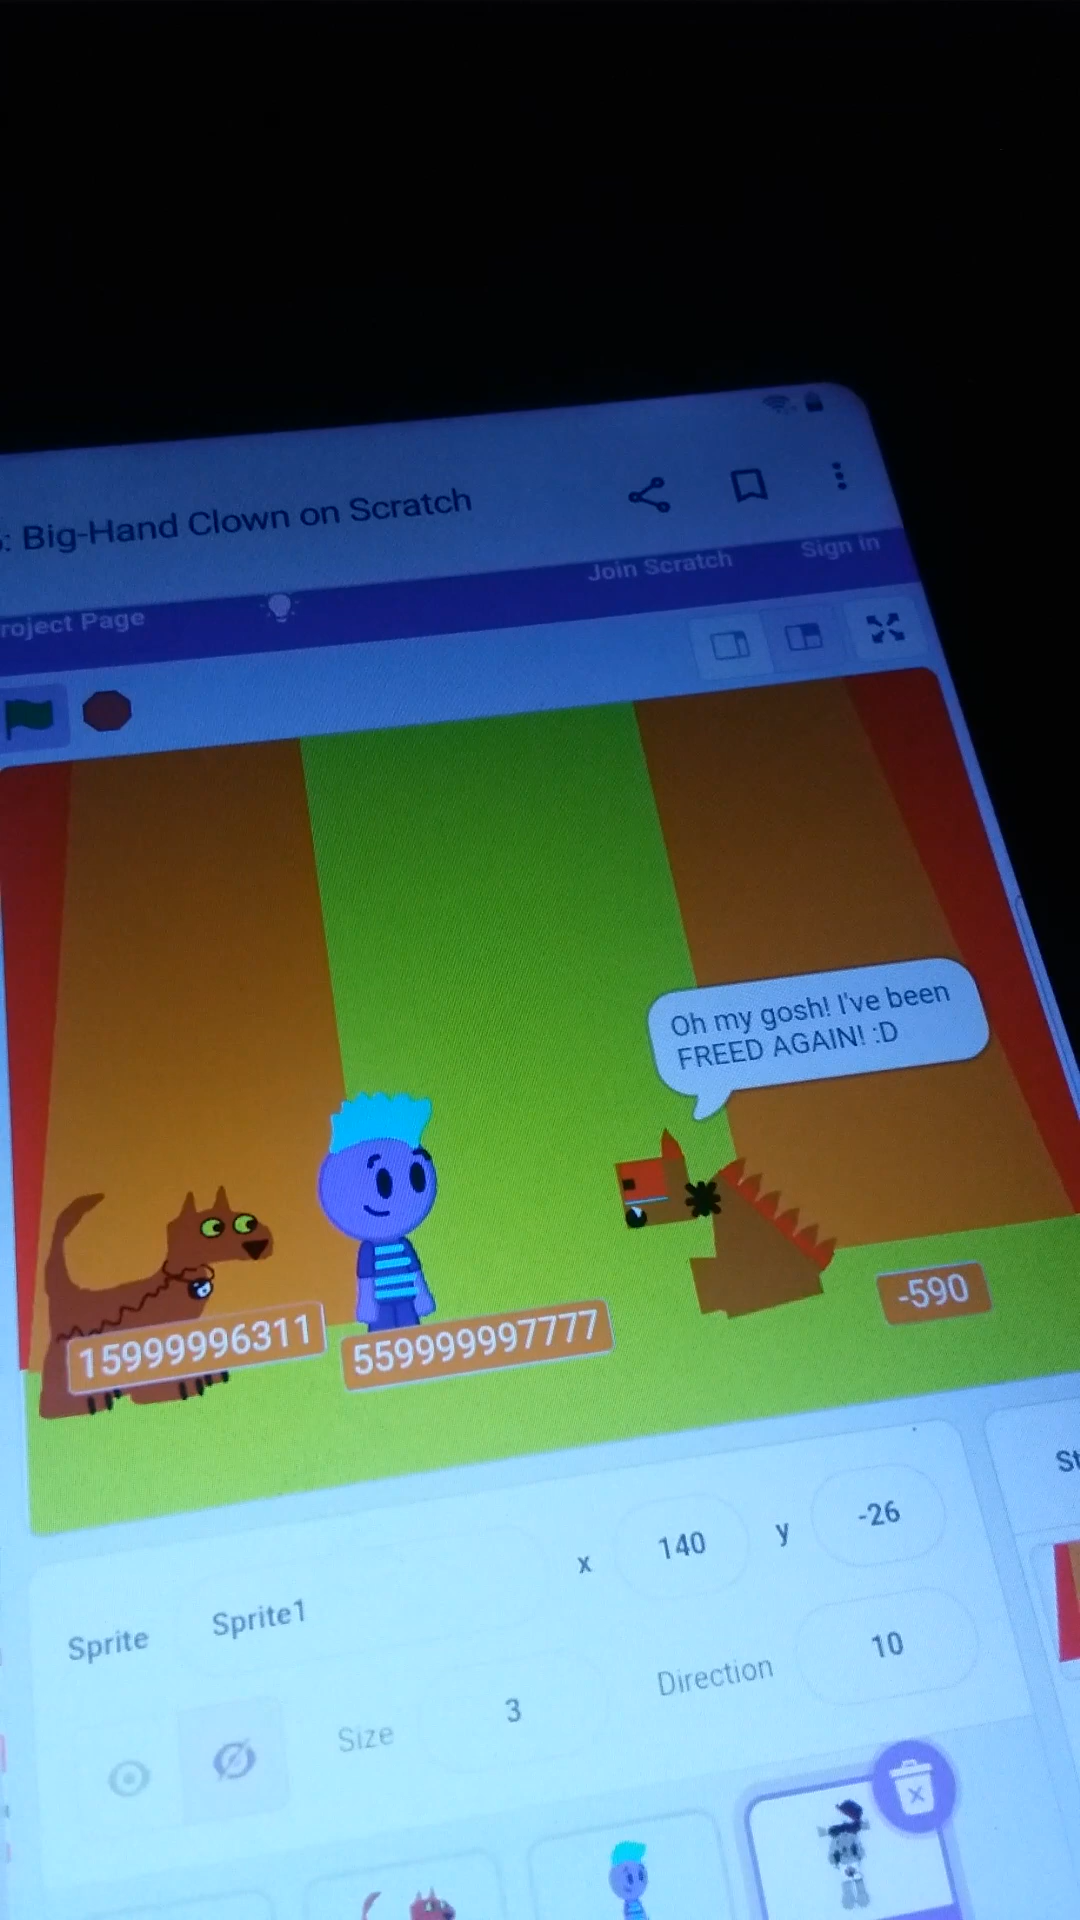 : Big-Hand Clown on Scratch
roject Page
Join Scratch
Sign in
Oh my gosh! I've been
FREED AGAIN! :D
15999996311
559999997777
-590
Sprite
Sprite1
x
140
y
-26
Size
3
Direction
10
St